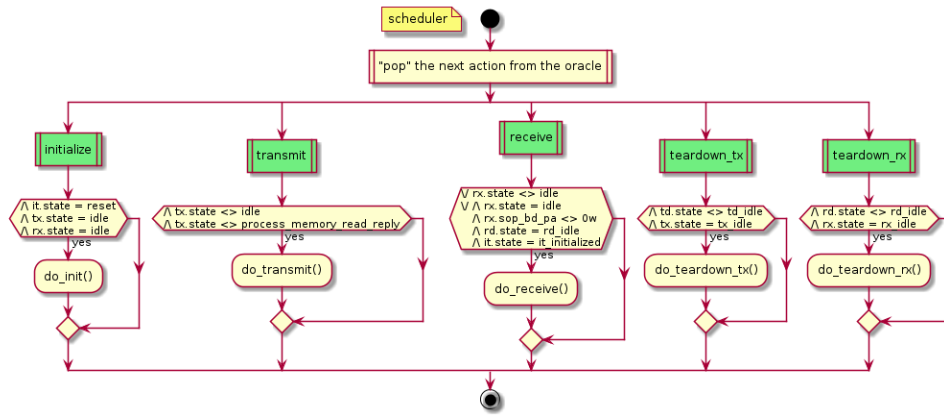 scheduler
"pop" the next action from the oracle
initialize
/\ it.state = reset
/\ tx.state = idle
/\ rx.state = idle
yes
do_init()
transmit
/\ tx.state <> idle
/\ tx.state <> process_memory_read_reply
yes
do_transmit()
receive
\/ rx.state <> idle
\/ /\ rx.state = idle
/\ rx.sop_bd_pa <> 0w
/\ rd.state = rd_idle
/\ it.state = it_initialized
yes
do_receive()
teardown_tx
/\ td.state <> td_idle
/\ tx.state = tx_idle
yes
do_teardown_tx()
teardown_rx
/\ rd.state <> rd_idle
/\ rx.state = rx_idle
yes
do_teardown_rx()